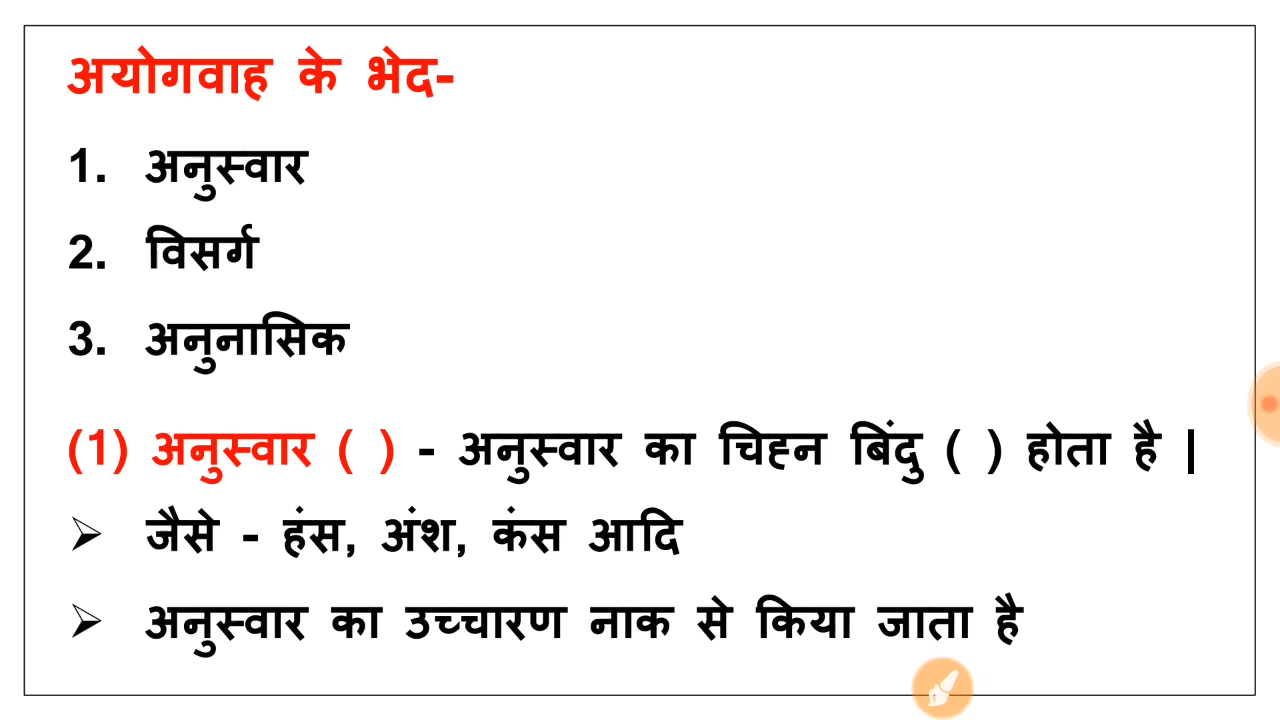 अयोगवाह के भेद-
1. अनुस्वार
2. विसर्ग
3. अनुनासिक
(1) अनुस्वार ( ) - अनुस्वार का चिह्न बिंदु ( ) होता है |
➢ जैसे - हंस, अंश, कंस आदि
➢ अनुस्वार का उच्चारण नाक से किया जाता है